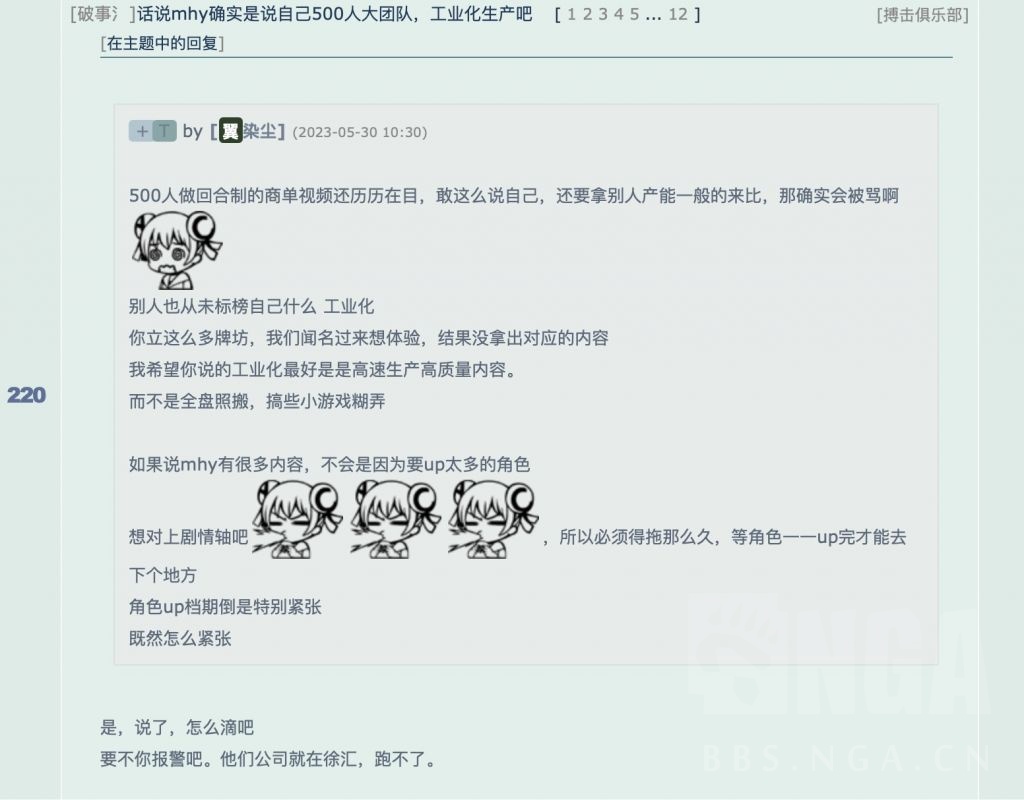 [破事氵]话说mhy确实是说自己500人大团队，工业化生产吧 [ 1 2 3 4 5 ... 12 ] [搏击俱乐部]
[在主题中的回复]
+ T by [翼染尘] (2023-05-30 10:30)
500人做回合制的商单视频还历历在目，敢这么说自己，还要拿别人产能一般的来比，那确实会被骂啊
别人也从未标榜自己什么 工业化
你立这么多牌坊，我们闻名过来想体验，结果没拿出对应的内容
我希望你说的工业化最好是是高速生产高质量内容。
而不是全盘照搬，搞些小游戏糊弄
220
如果说mhy有很多内容，不会是因为要up太多的角色
想对上剧情轴吧 ，所以必须得拖那么久，等角色一一up完才能去
下个地方
角色up档期倒是特别紧张
既然怎么紧张
是，说了，怎么滴吧
要不你报警吧。他们公司就在徐汇，跑不了。
NGA
BBS.NGA.CN